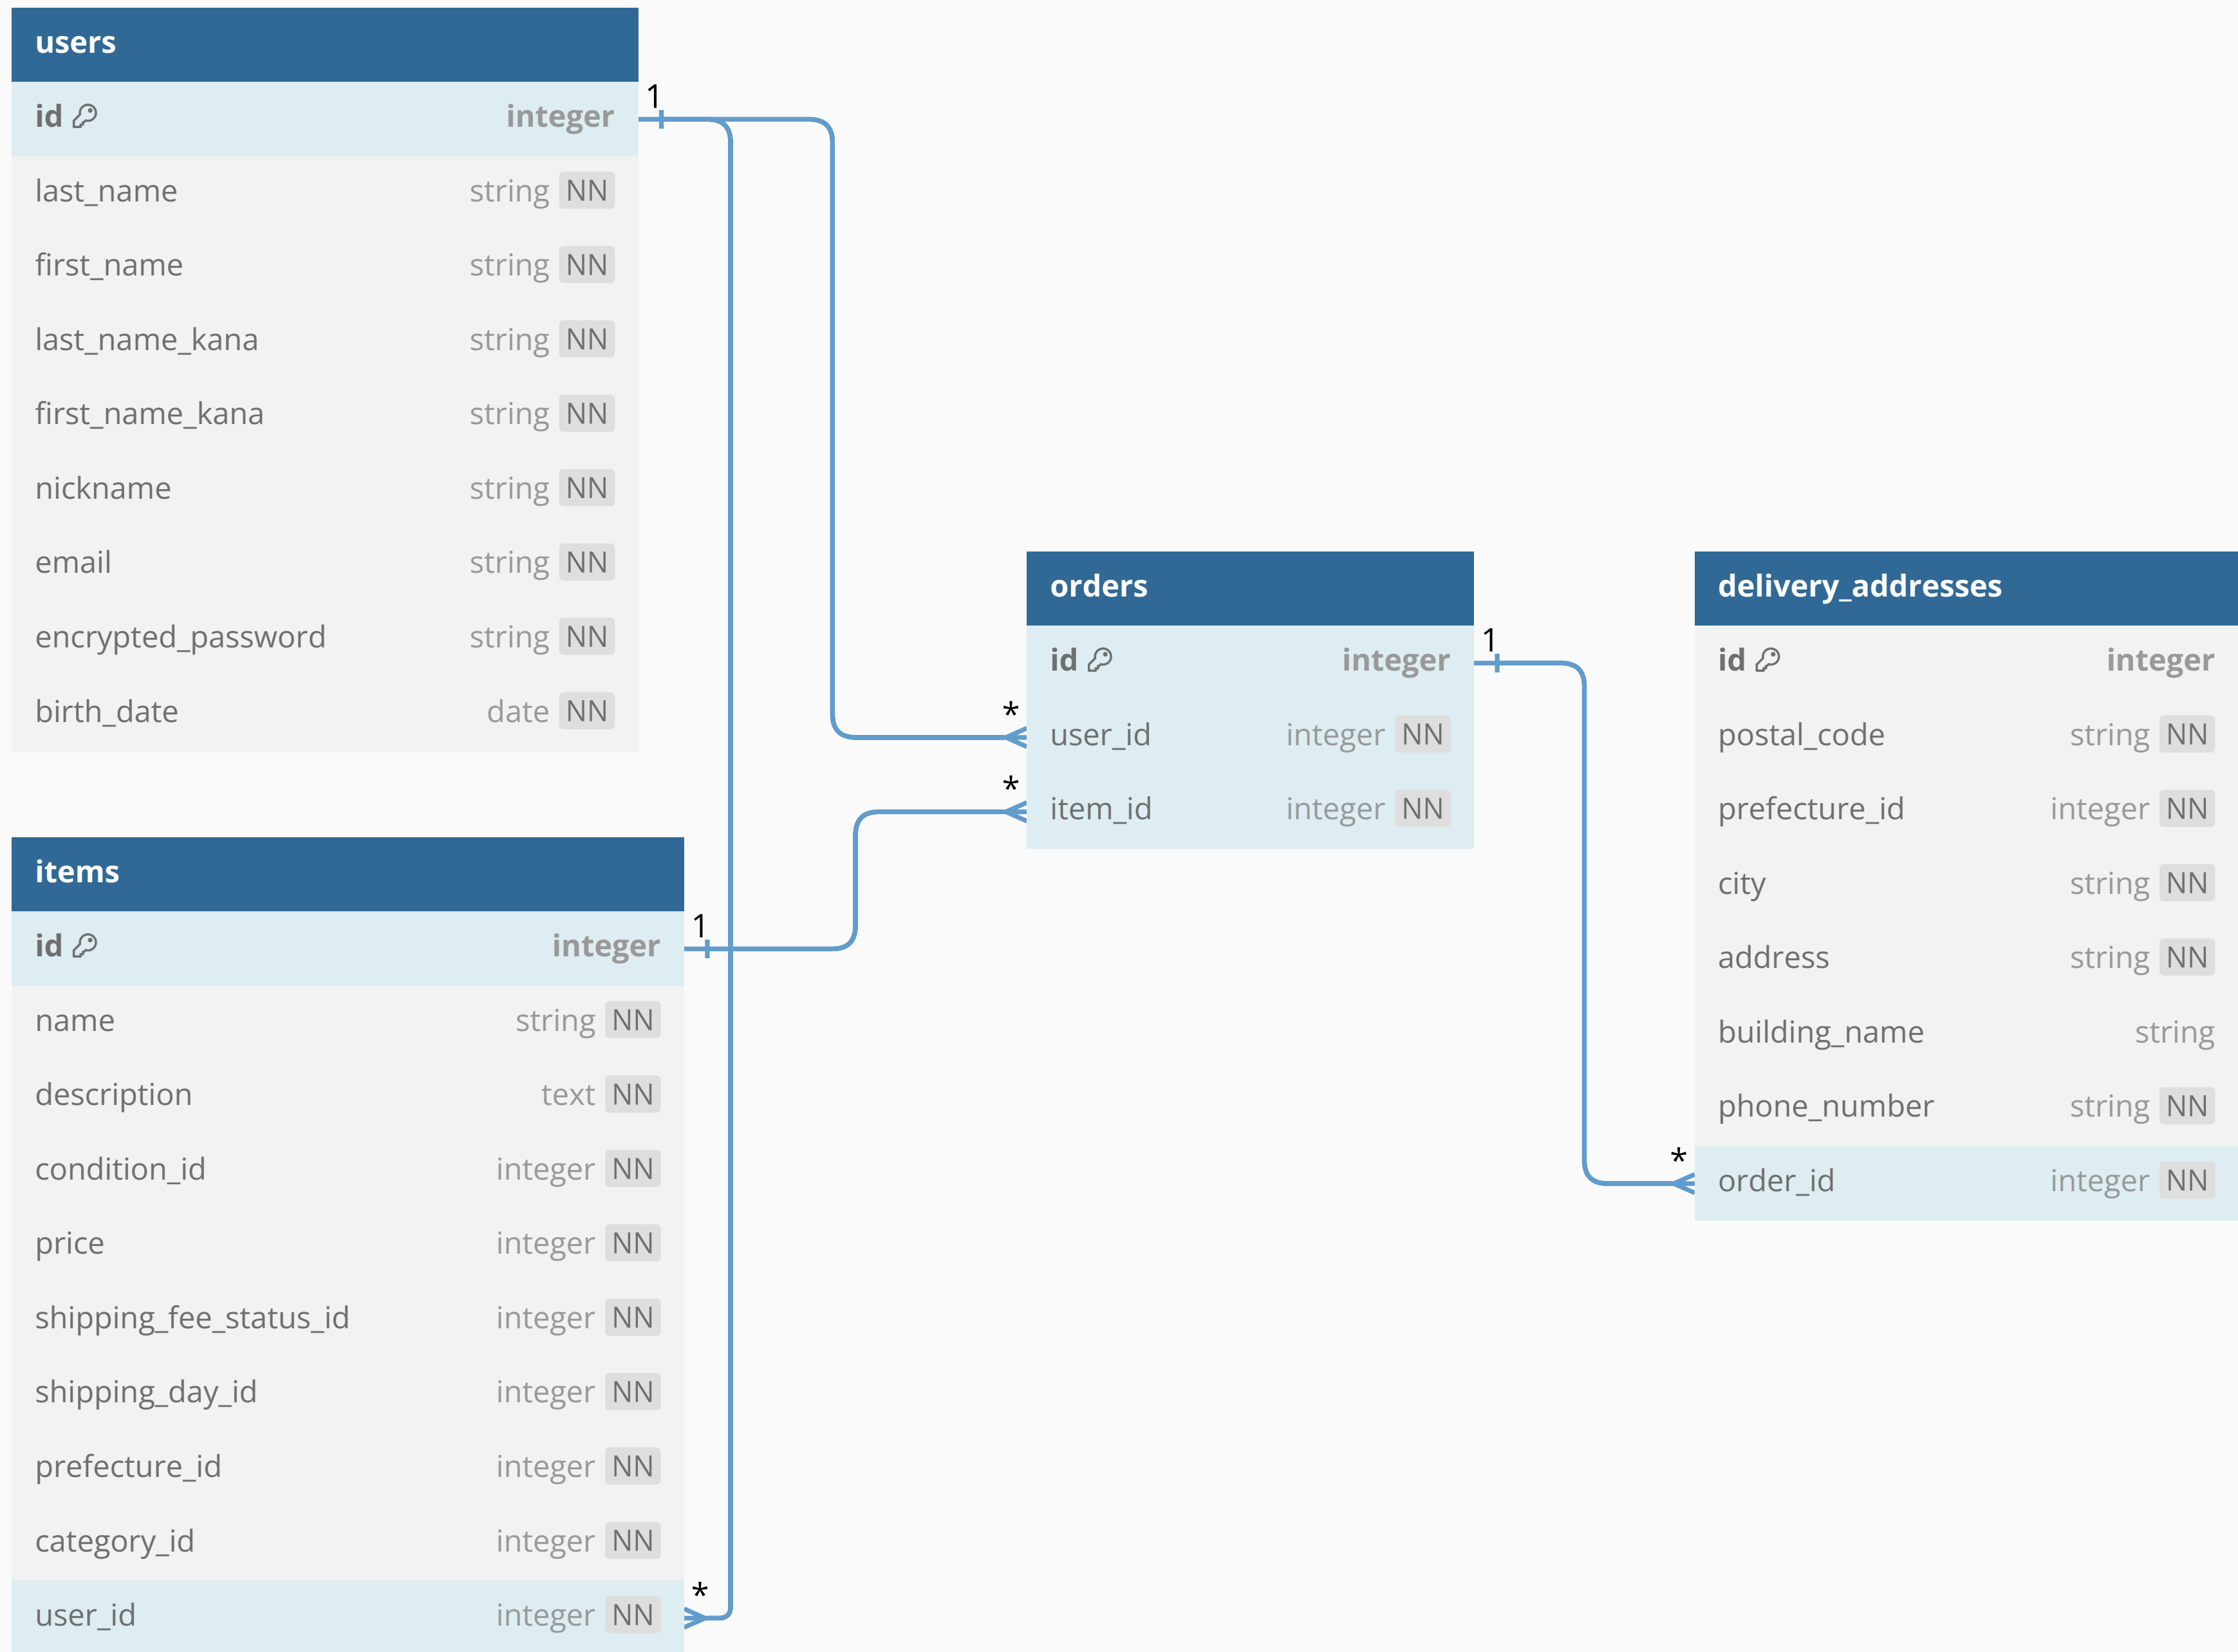 users
id integer
last_name string NN
first_name string NN
last_name_kana string NN
first_name_kana string NN
nickname string NN
email string NN
encrypted_password string NN
birth_date date NN
1
items
id integer
name string NN
description text NN
condition_id integer NN
price integer NN
shipping_fee_status_id integer NN
shipping_day_id integer NN
prefecture_id integer NN
category_id integer NN
user_id integer NN
1
*
orders
id integer
user_id integer NN
item_id integer NN
*
*
1
delivery_addresses
id integer
postal_code string NN
prefecture_id integer NN
city string NN
address string NN
building_name string
phone_number string NN
order_id integer NN
*